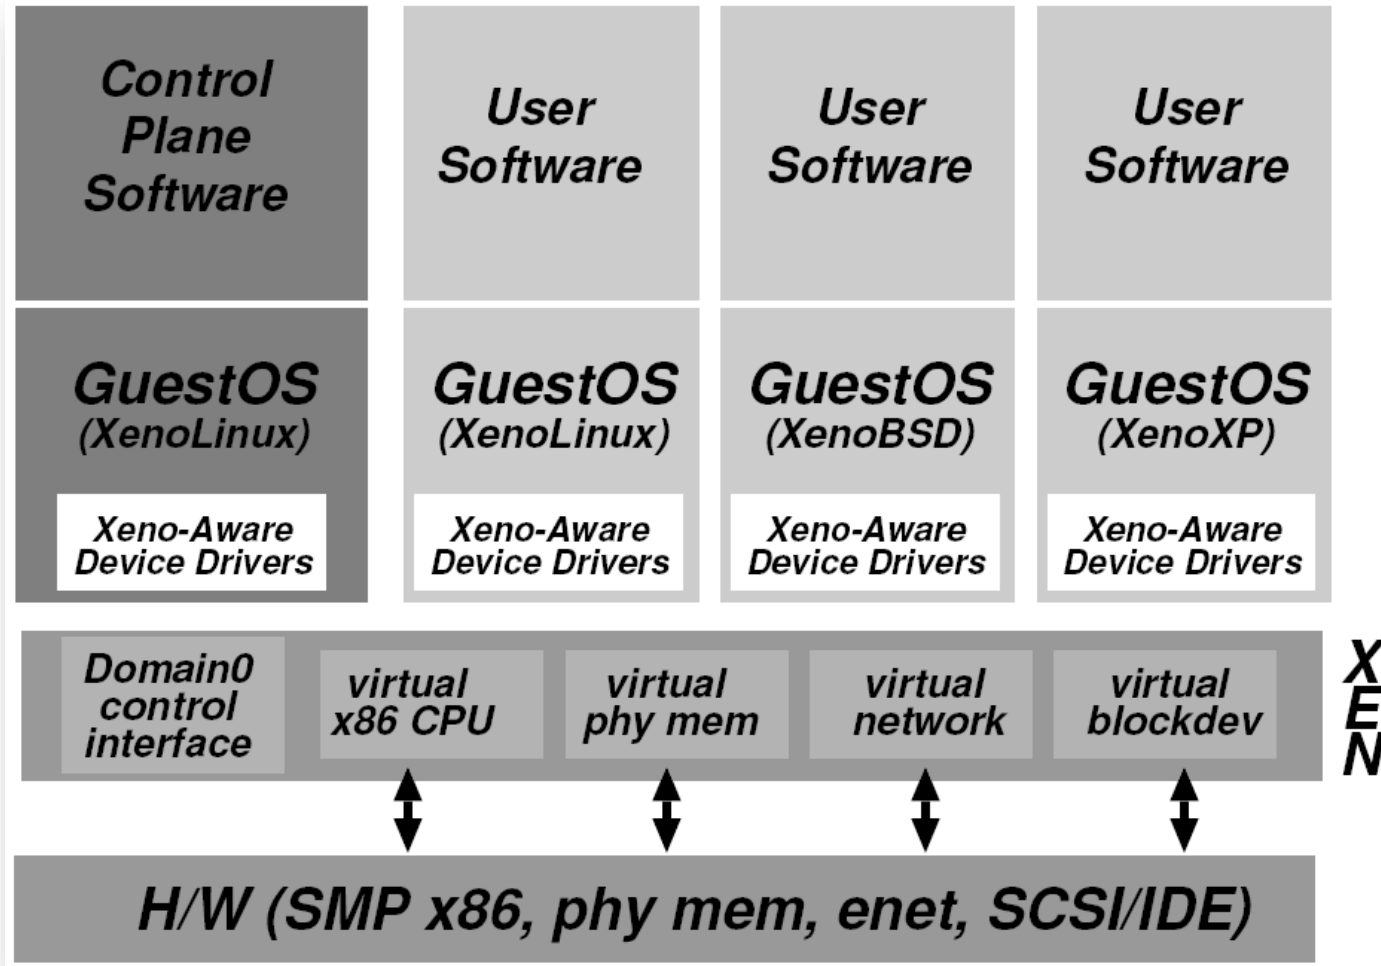 Control
Plane
Software
User
Software
User
Software
User
Software
GuestOS
(XenoLinux)
GuestOS
(XenoLinux)
GuestOS
(XenoBSD)
GuestOS
(XenoXP)
Xeno-Aware
Device Drivers
Xeno-Aware
Device Drivers
Xeno-Aware
Device Drivers
Xeno-Aware
Device Drivers
Domain0
control
interface
virtual
x86 CPU
virtual
phy mem
virtual
network
virtual
blockdev
X
E
N
H/W (SMP x86, phy mem, enet, SCSI/IDE)